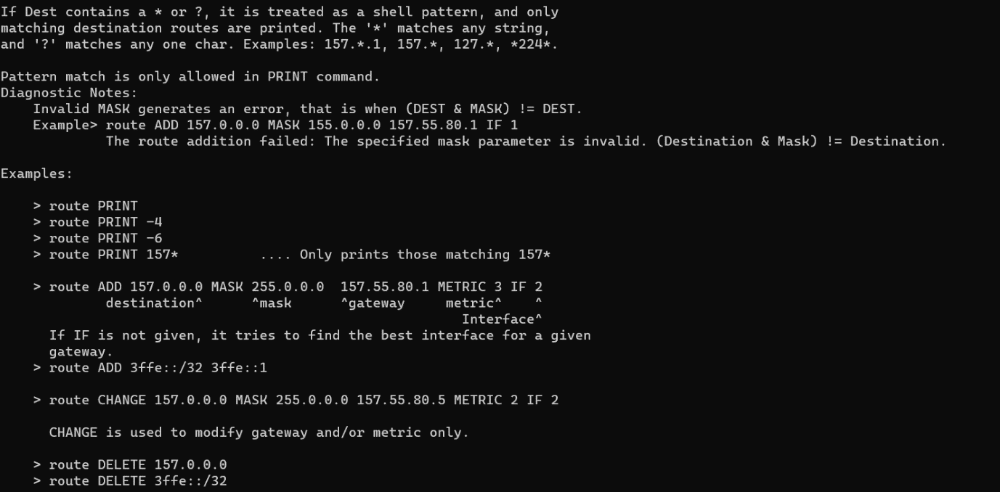 If Dest contains a * or ?, it is treated as a shell pattern, and only
matching destination routes are printed. The '*' matches any string,
and '?' matches any one char. Examples: 157.*.1, 157.*, 127.*, *224*.

Pattern match is only allowed in PRINT command.
Diagnostic Notes:
    Invalid MASK generates an error, that is when (DEST & MASK) != DEST.
    Example> route ADD 157.0.0.0 MASK 155.0.0.0 157.55.80.1 IF 1
             The route addition failed: The specified mask parameter is invalid. (Destination & Mask) != Destination.

Examples:

    > route PRINT
    > route PRINT -4
    > route PRINT -6
    > route PRINT 157*          .... Only prints those matching 157*

    > route ADD 157.0.0.0 MASK 255.0.0.0  157.55.80.1 METRIC 3 IF 2
             destination^      ^mask      ^gateway     metric^    ^
                                                         Interface^
      If IF is not given, it tries to find the best interface for a given
      gateway.
    > route ADD 3ffe::/32 3ffe::1

    > route CHANGE 157.0.0.0 MASK 255.0.0.0 157.55.80.5 METRIC 2 IF 2

      CHANGE is used to modify gateway and/or metric only.

    > route DELETE 157.0.0.0
    > route DELETE 3ffe::/32